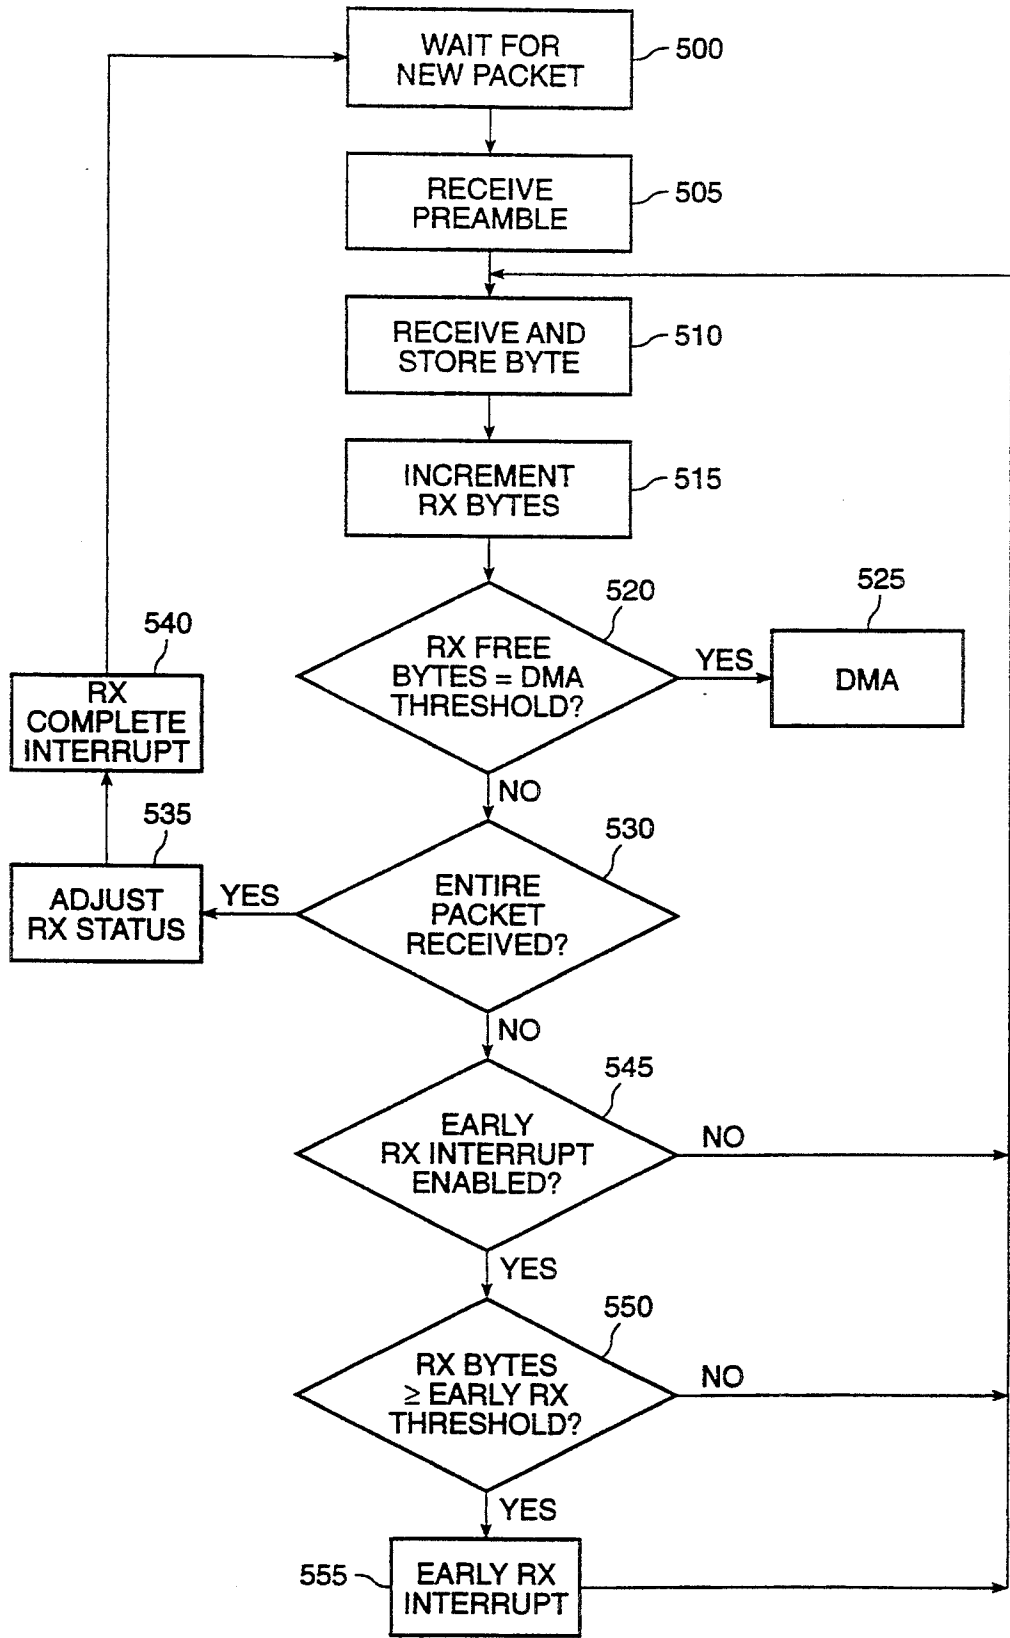 WAIT FOR
NEW PACKET
500
RECEIVE
PREAMBLE
505
RECEIVE AND
STORE BYTE
510
INCREMENT
RX BYTES
515
520
RX FREE
BYTES = DMA
THRESHOLD?
YES
525
DMA
NO
540
RX
COMPLETE
INTERRUPT
535
ADJUST
RX STATUS
YES
530
ENTIRE
PACKET
RECEIVED?
NO
545
EARLY
RX INTERRUPT
ENABLED?
NO
YES
550
RX BYTES
≥ EARLY RX
THRESHOLD?
NO
YES
555
EARLY RX
INTERRUPT